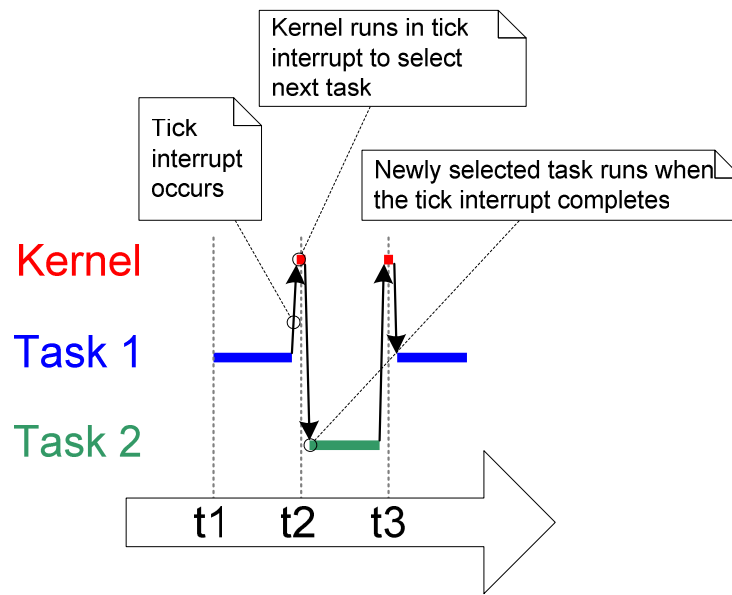 Kernel runs in tick
interrupt to select
next task
Tick
interrupt
occurs
Newly selected task runs when
the tick interrupt completes
Kernel
Task 1
Task 2
t1 t2 t3